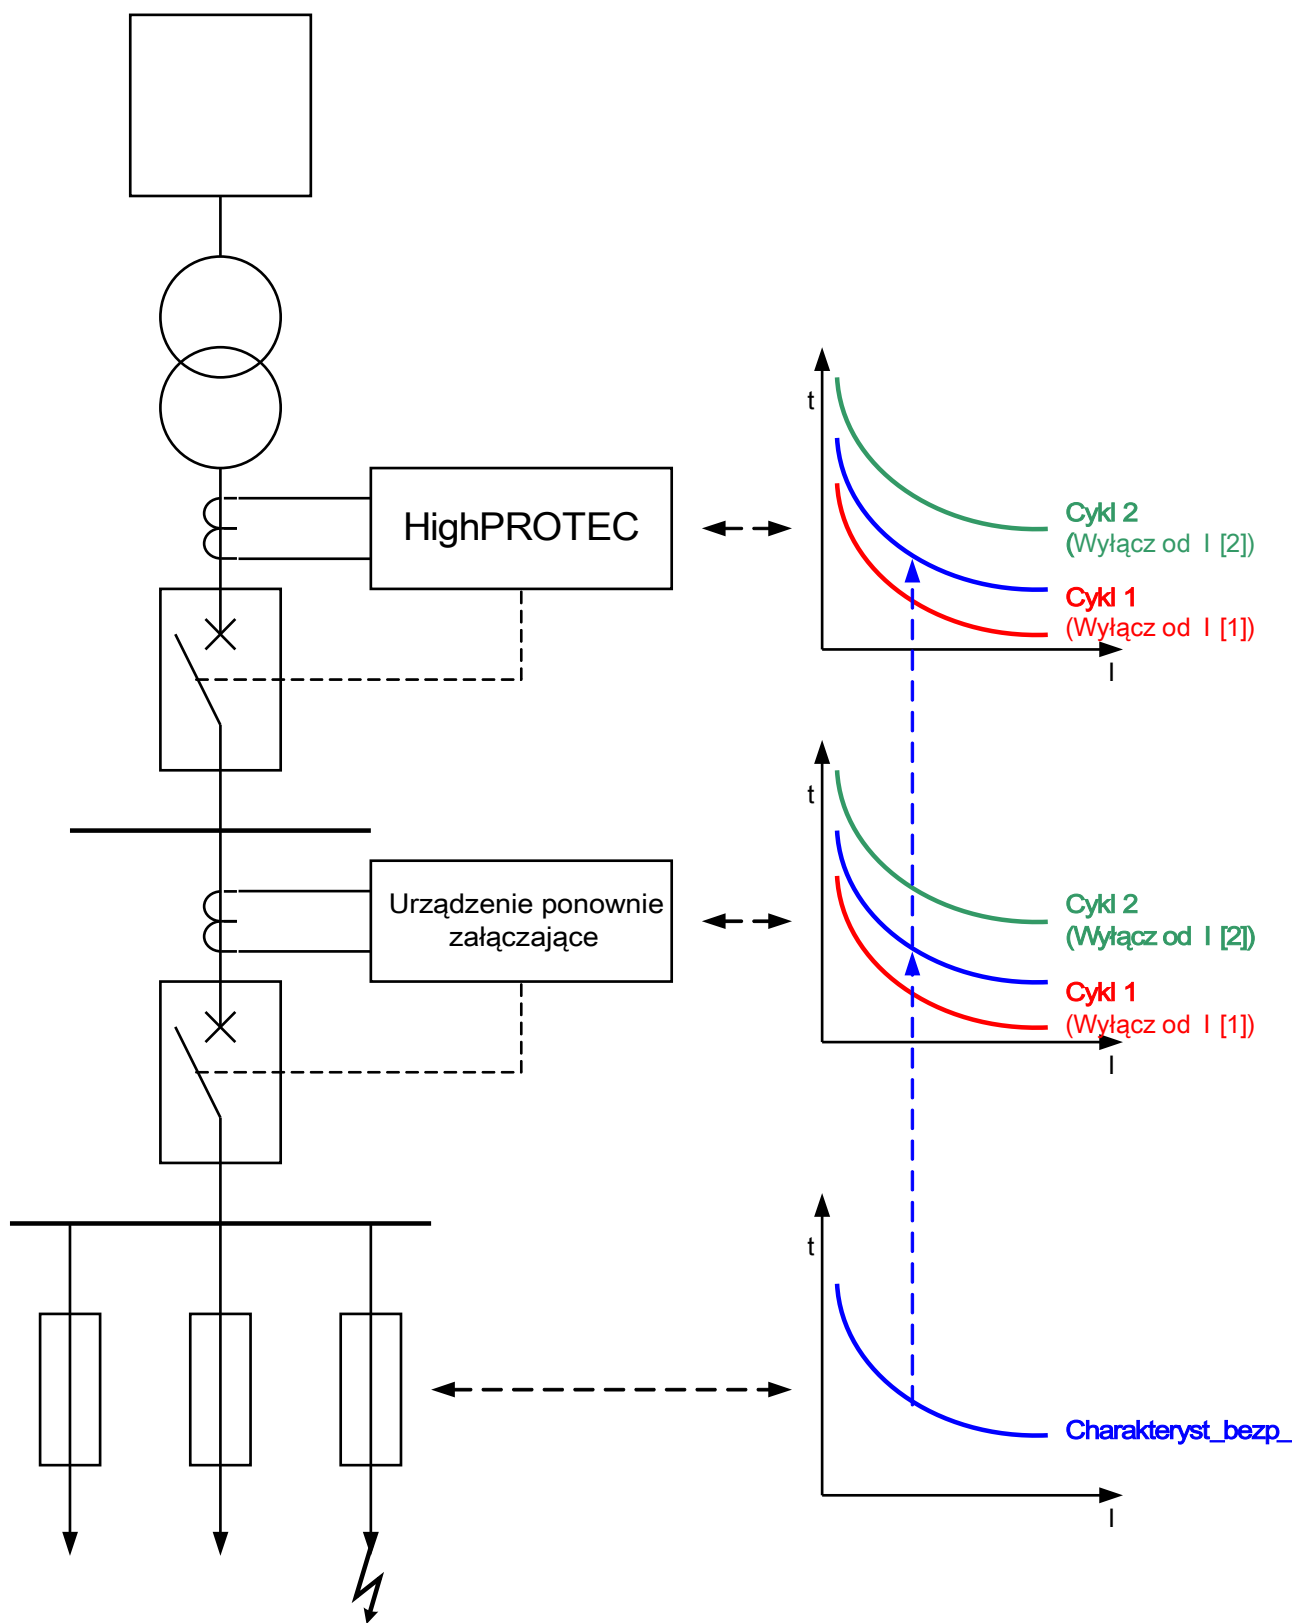 t
HighPROTEC
Cykl 2
(Wyłącz od I [2])
Cykl 1
(Wyłącz od I [1])
I
t
Urządzenie ponownie
załączające
Cykl 2
(Wyłącz od I [2])
Cykl 1
(Wyłącz od I [1])
I
t
Charakteryst_bezp_
I